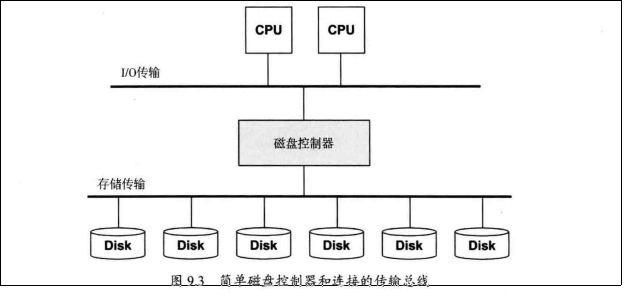 CPU CPU
I/O传输
磁盘控制器
存储传输
Disk Disk Disk Disk Disk Disk
图 9.3 简单磁盘控制器和连接的传输总线